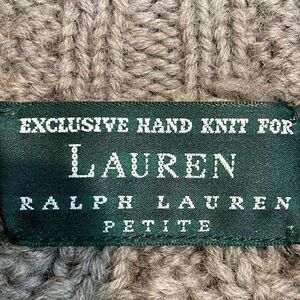 EXCLUSIVE HAND KNIT FOR
LAUREN
RALPH LAUREN
PETITE